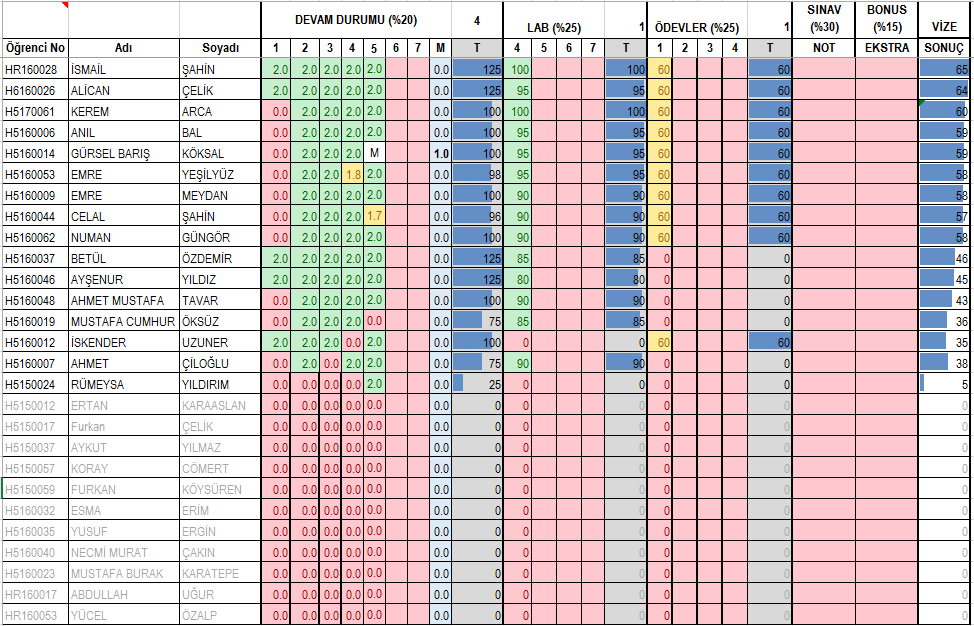 DEVAM DURUMU (%20) 4 LAB (%25) 1 ÖDEVLER (%25) 1 SINAV (%30) BONUS (%15) VİZE
Öğrenci No Adı Soyadı 1 2 3 4 5 6 7 M T 4 5 6 7 T 1 2 3 4 T NOT EKSTRA SONUÇ
HR160028 İSMAİL ŞAHİN 2.0 2.0 2.0 2.0 2.0 0.0 125 100 100 60 60 65
H6160026 ALİCAN ÇELİK 2.0 2.0 2.0 2.0 2.0 0.0 125 95 95 60 60 64
H5170061 KEREM ARCA 0.0 2.0 2.0 2.0 2.0 0.0 100 100 100 60 60 60
H5160006 ANIL BAL 0.0 2.0 2.0 2.0 2.0 0.0 100 95 95 60 60 59
H5160014 GÜRSEL BARIŞ KÖKSAL 0.0 2.0 2.0 2.0 M 1.0 100 95 95 60 60 59
H5160053 EMRE YEŞİLYÜZ 0.0 2.0 2.0 1.8 2.0 0.0 98 95 95 60 60 58
H5160009 EMRE MEYDAN 0.0 2.0 2.0 2.0 2.0 0.0 100 90 90 60 60 58
H5160044 CELAL ŞAHİN 0.0 2.0 2.0 2.0 1.7 0.0 96 90 90 60 60 57
H5160062 NUMAN GÜNGÖR 0.0 2.0 2.0 2.0 2.0 0.0 100 90 90 60 60 58
H5160037 BETÜL ÖZDEMİR 2.0 2.0 2.0 2.0 2.0 0.0 125 85 85 0 0 46
H5160046 AYŞENUR YILDIZ 2.0 2.0 2.0 2.0 2.0 0.0 125 80 80 0 0 45
H5160048 AHMET MUSTAFA TAVAR 0.0 2.0 2.0 2.0 2.0 0.0 100 90 90 0 0 43
H5160019 MUSTAFA CUMHUR ÖKSÜZ 0.0 2.0 2.0 2.0 0.0 0.0 75 85 85 0 0 36
H5160012 İSKENDER UZUNER 2.0 2.0 2.0 0.0 2.0 0.0 100 0 0 60 60 35
H5160007 AHMET ÇİLOĞLU 0.0 2.0 0.0 2.0 2.0 0.0 75 90 90 0 0 38
H5150024 RÜMEYSA YILDIRIM 0.0 0.0 0.0 0.0 2.0 0.0 25 0 0 0 0 5
H5150012 ERTAN KARAASLAN 0.0 0.0 0.0 0.0 0.0 0.0 0 0 0 0 0 0
H5150017 Furkan ÇELİK 0.0 0.0 0.0 0.0 0.0 0.0 0 0 0 0 0 0
H5150037 AYKUT YILMAZ 0.0 0.0 0.0 0.0 0.0 0.0 0 0 0 0 0 0
H5150057 KORAY CÖMERT 0.0 0.0 0.0 0.0 0.0 0.0 0 0 0 0 0 0
H5150059 FURKAN KÖYSÜREN 0.0 0.0 0.0 0.0 0.0 0.0 0 0 0 0 0 0
H5160032 ESMA ERİM 0.0 0.0 0.0 0.0 0.0 0.0 0 0 0 0 0 0
H5160035 YUSUF ERGİN 0.0 0.0 0.0 0.0 0.0 0.0 0 0 0 0 0 0
H5160040 NECMİ MURAT ÇAKIN 0.0 0.0 0.0 0.0 0.0 0.0 0 0 0 0 0 0
H5160023 MUSTAFA BURAK KARATEPE 0.0 0.0 0.0 0.0 0.0 0.0 0 0 0 0 0 0
HR160017 ABDULLAH UĞUR 0.0 0.0 0.0 0.0 0.0 0.0 0 0 0 0 0 0
HR160053 YÜCEL ÖZALP 0.0 0.0 0.0 0.0 0.0 0.0 0 0 0 0 0 0